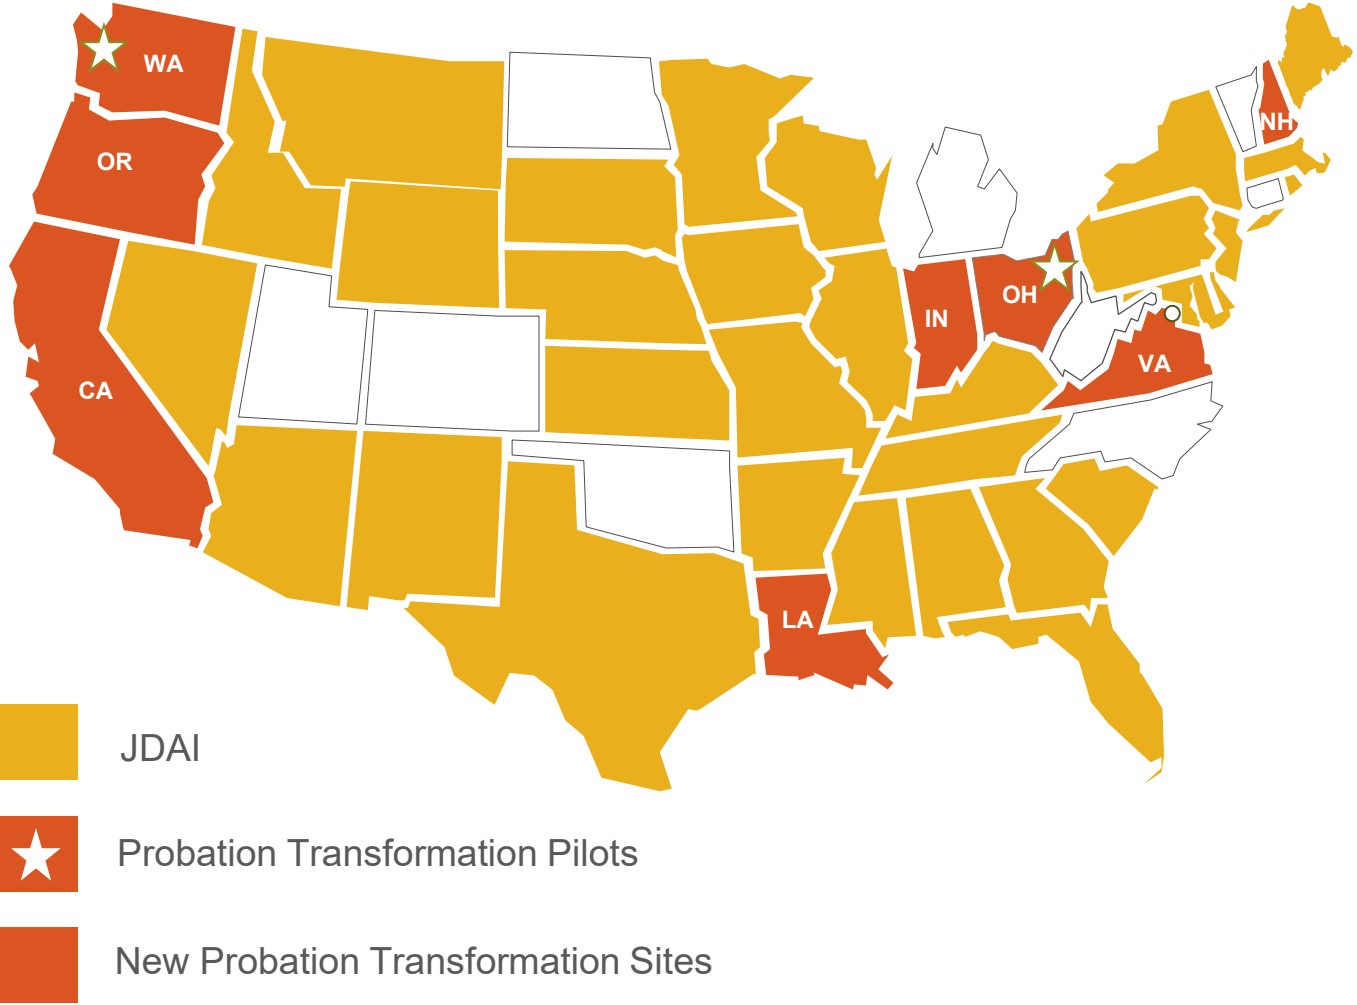 WA
OR
CA
NH
OH
IN
VA
LA
JDAI
Probation Transformation Pilots
New Probation Transformation Sites